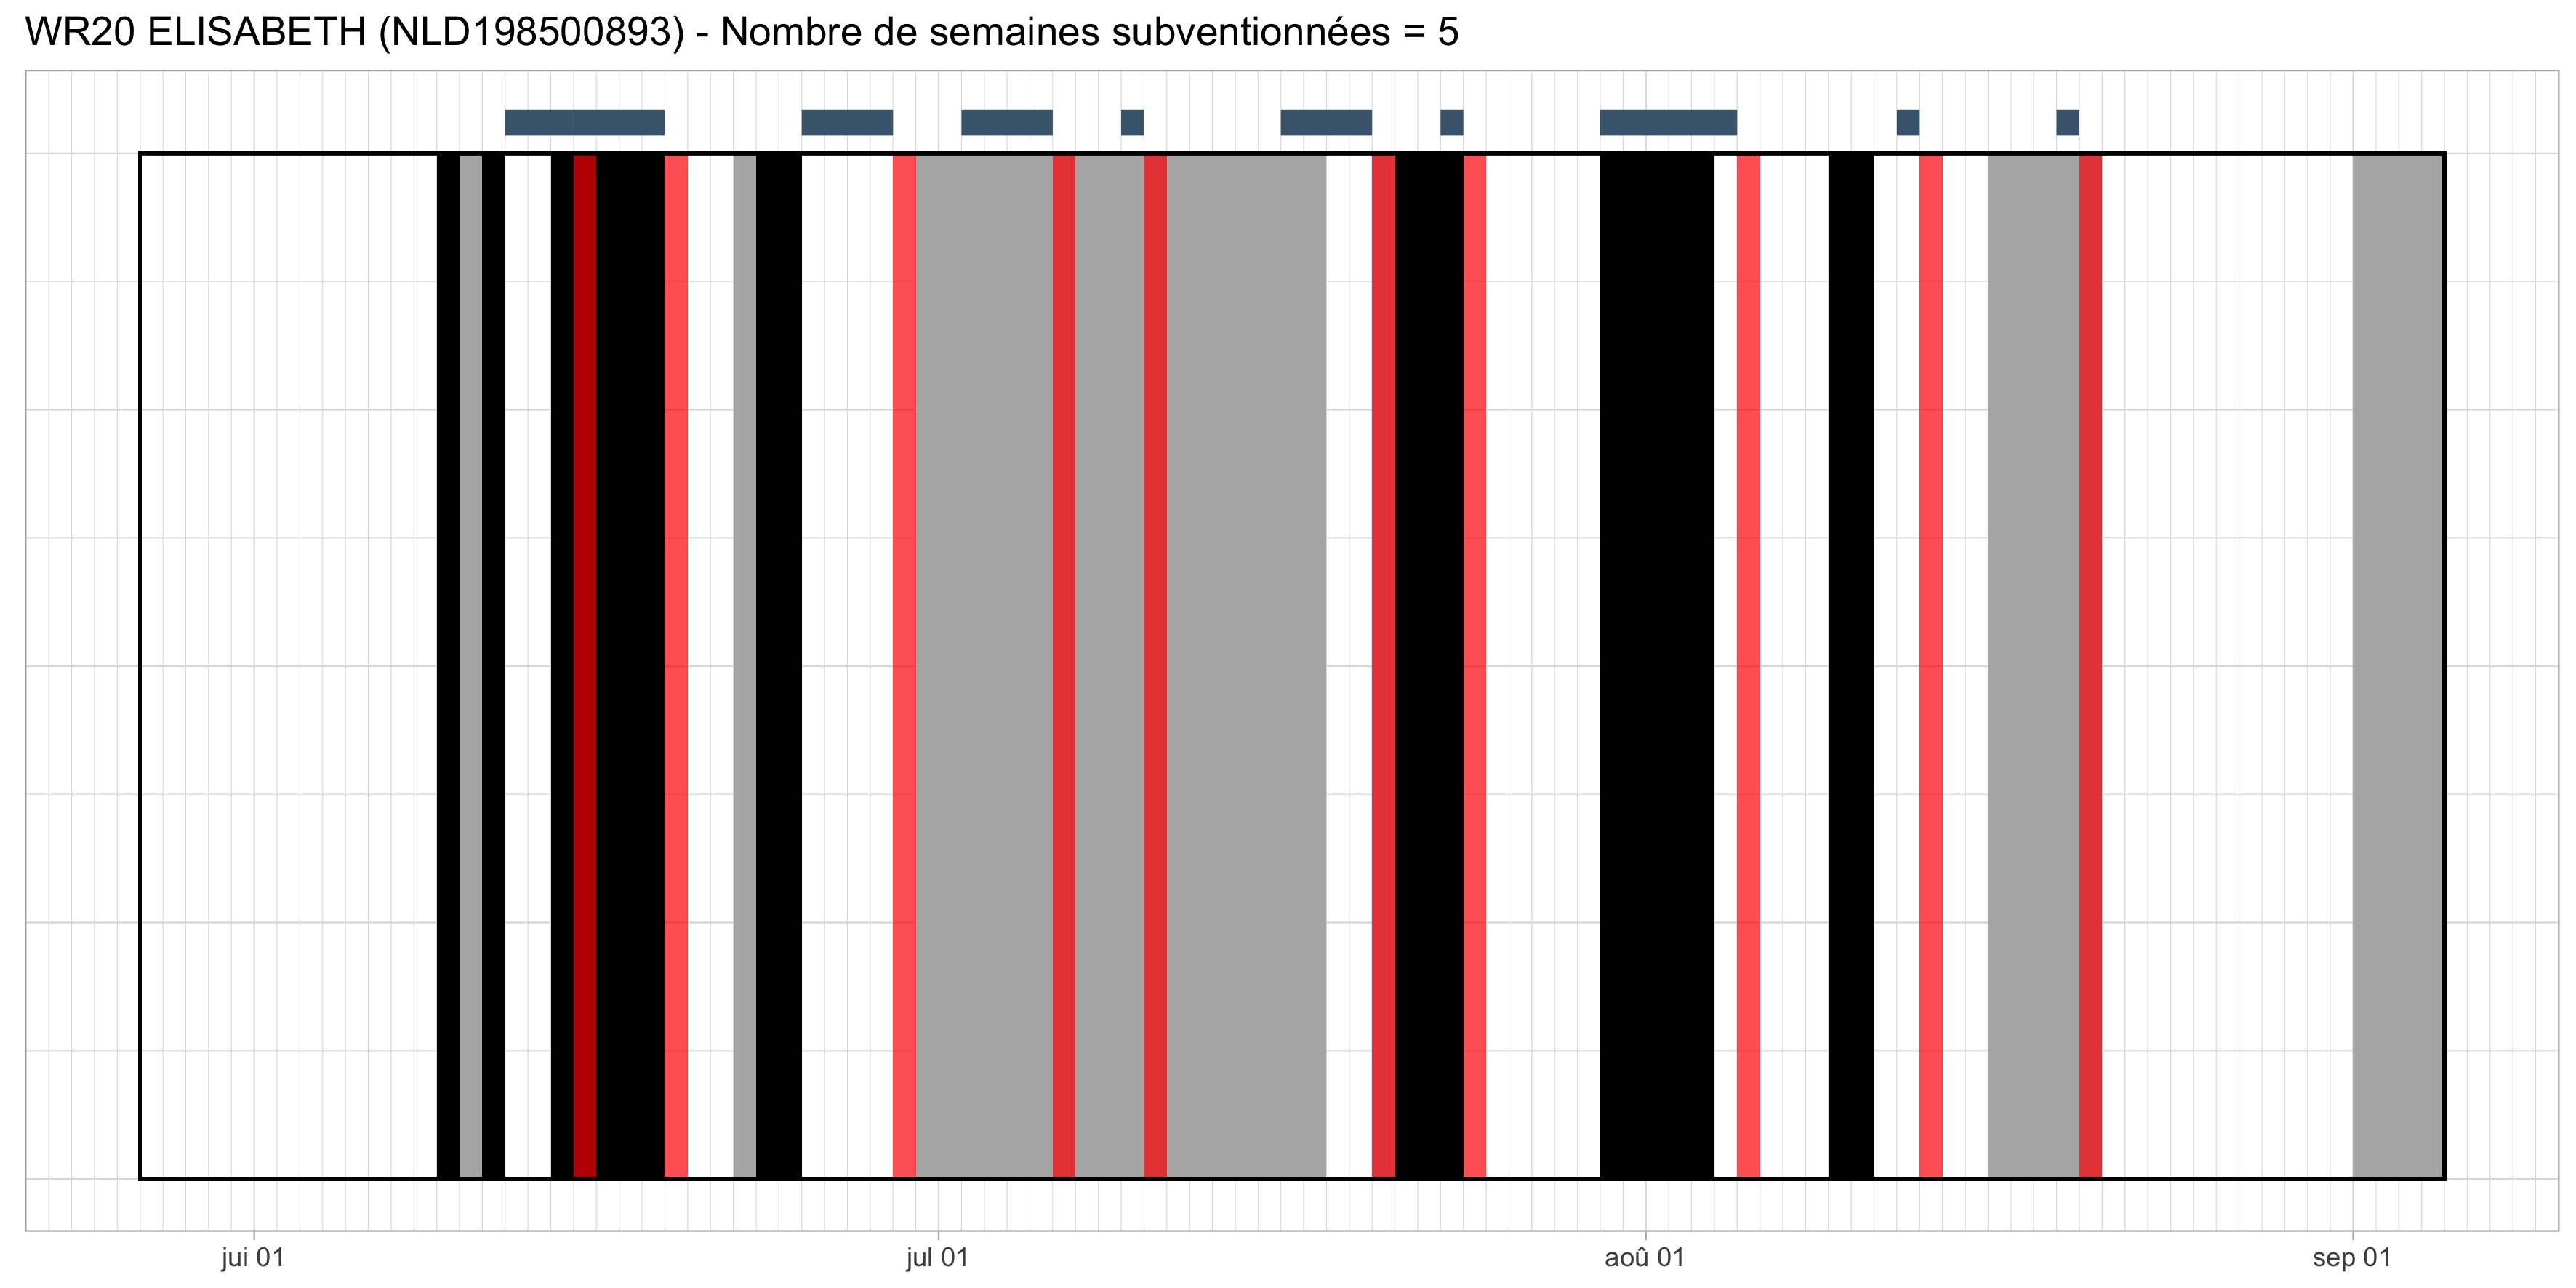 WR20 ELISABETH (NLD198500893) - Nombre de semaines subventionnées = 5
jui 01
jul 01
aoû 01
sep 01